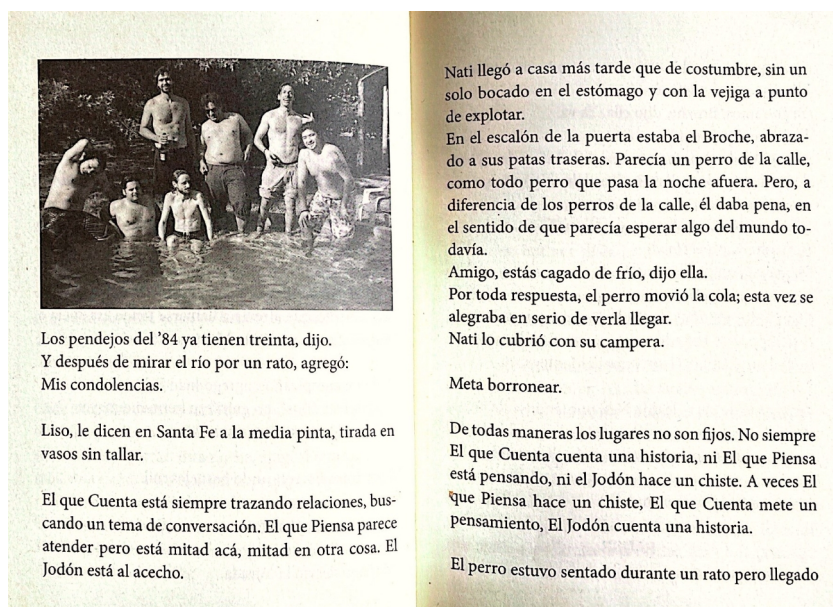 Los pendejos del '84 ya tienen treinta, dijo.
Y después de mirar el río por un rato, agregó:
Mis condolencias.
Liso, le dicen en Santa Fe a la media pinta, tirada en
vasos sin tallar.
El que Cuenta está siempre trazando relaciones, bus-
cando un tema de conversación. El que Piensa parece
atender pero está mitad acá, mitad en otra cosa. El
Jodón está al acecho.
Nati llegó a casa más tarde que de costumbre, sin un
solo bocado en el estómago y con la vejiga a punto
de explotar.
En el escalón de la puerta estaba el Broche, abraza-
do a sus patas traseras. Parecía un perro de la calle,
como todo perro que pasa la noche afuera. Pero, a
diferencia de los perros de la calle, él daba pena, en
el sentido de que parecía esperar algo del mundo to-
davía.
Amigo, estás cagado de frío, dijo ella.
Por toda respuesta, el perro movió la cola; esta vez se
alegraba en serio de verla llegar.
Nati lo cubrió con su campera.
Meta borronear.
De todas maneras los lugares no son fijos. No siempre
El que Cuenta cuenta una historia, ni El que Piensa
está pensando, ni el Jodón hace un chiste. A veces El
que Piensa hace un chiste, El que Cuenta mete un
pensamiento, El Jodón cuenta una historia.
El perro estuvo sentado durante un rato pero llegado